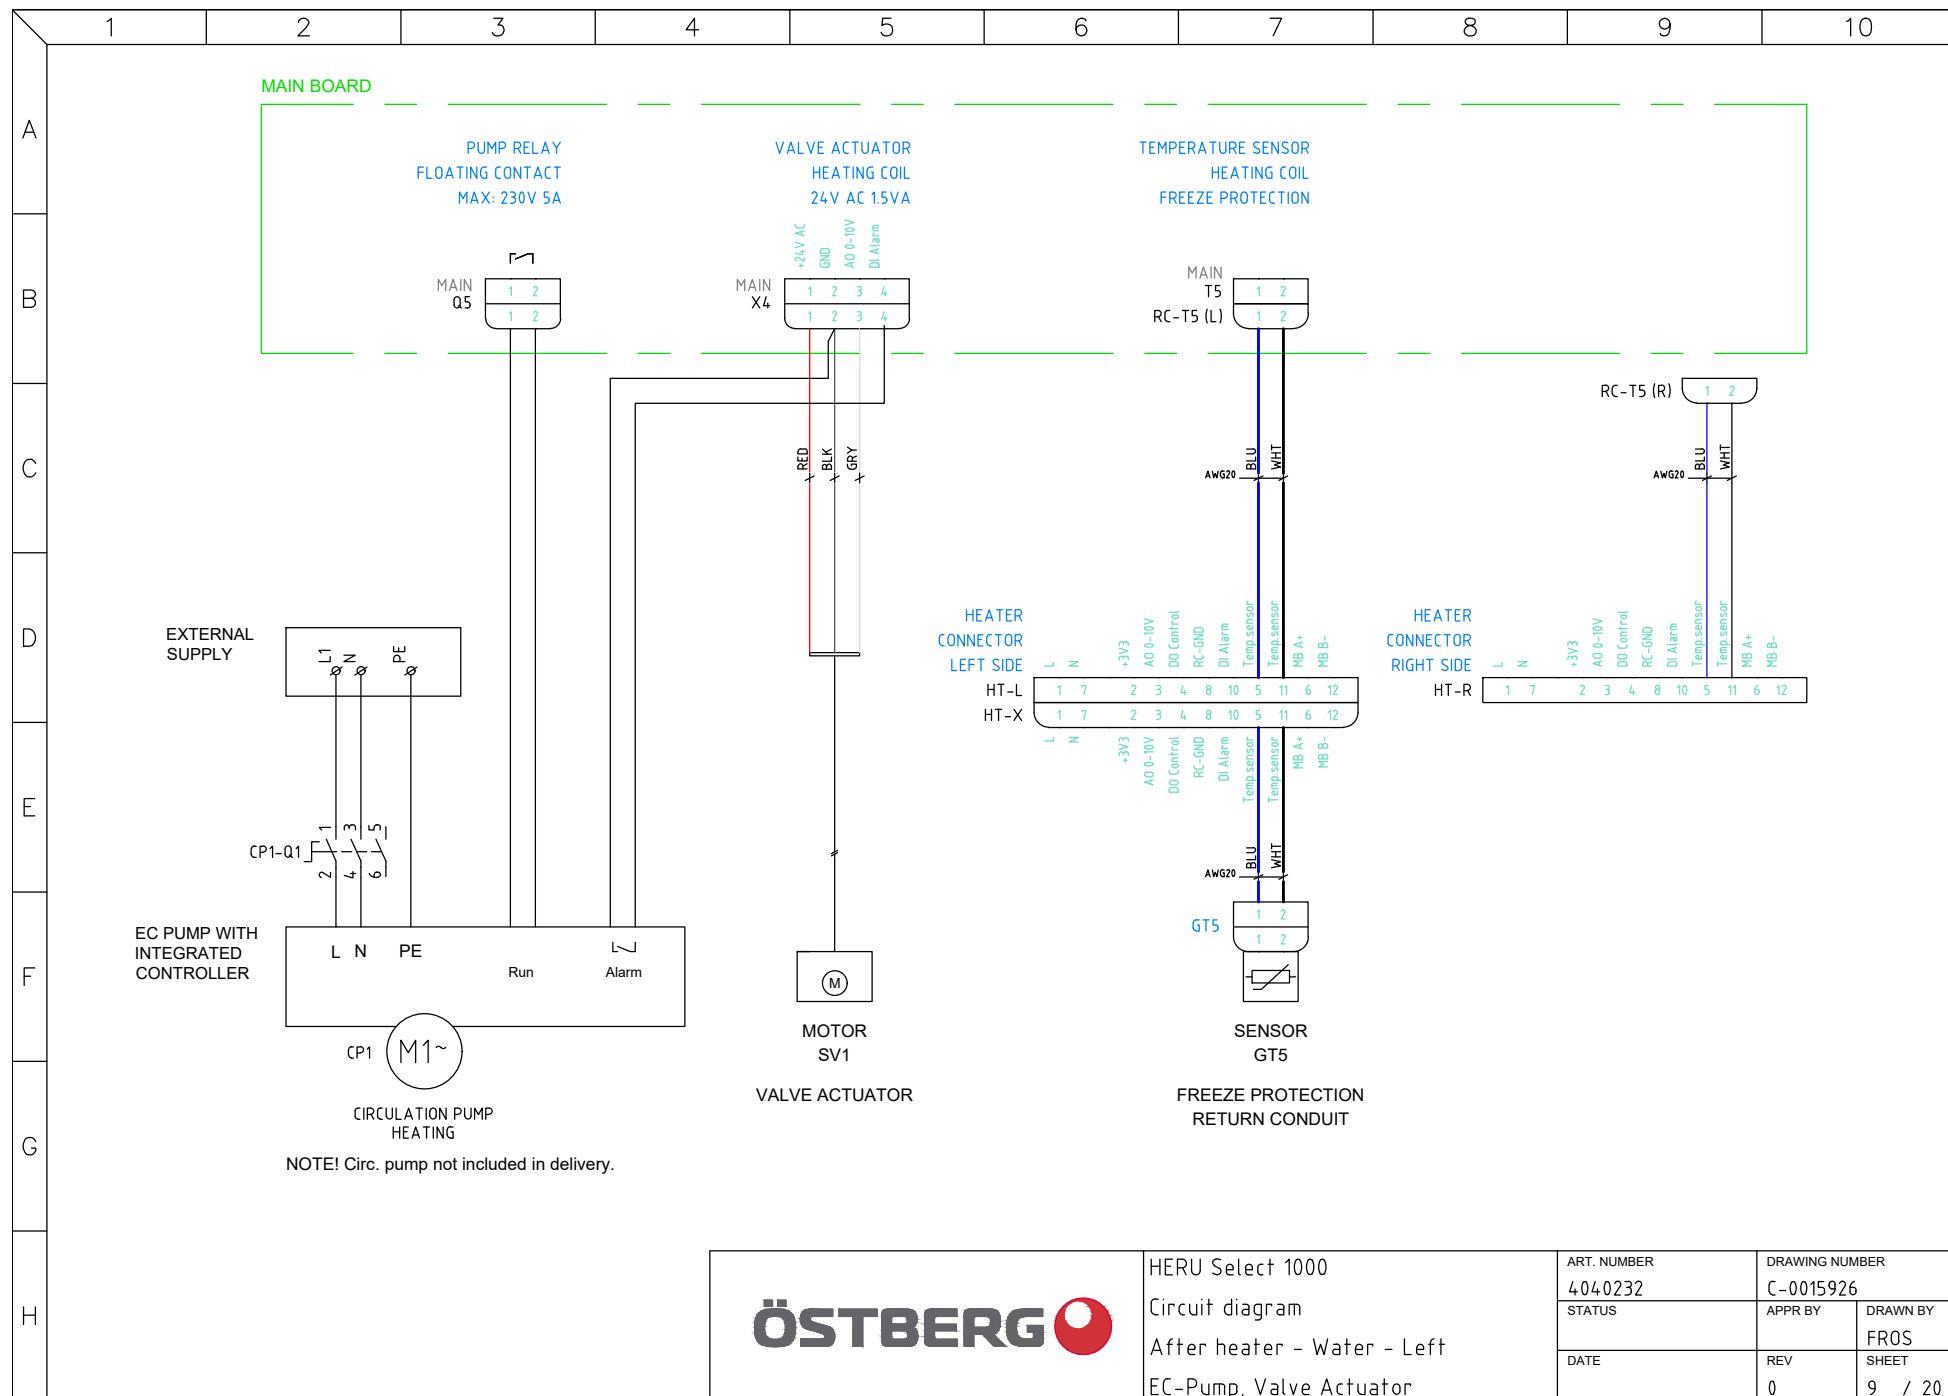 1 2 3 4 5 6 7 8 9 10
A
B
C
D
E
F
G
H
MAIN BOARD
PUMP RELAY
FLOATING CONTACT
MAX: 230V 5A
VALVE ACTUATOR
HEATING COIL
24V AC 1.5VA
TEMPERATURE SENSOR
HEATING COIL
FREEZE PROTECTION
+24V AC
GND
AO 0-10V
DI Alarm
MAIN
Q5
1 2
1 2
MAIN
X4
1 2 3 4
1 2 3 4
MAIN
T5
RC-T5 (L)
1 2
1 2
RC-T5 (R)
1 2
RED
BLK
GRY
AWG20
BLU
WHT
AWG20
BLU
WHT
EXTERNAL
SUPPLY
L1
N
PE
HEATER
CONNECTOR
LEFT SIDE
HT-L
HT-X
L
N
+3V3
AO 0-10V
DO Control
RC-GND
DI Alarm
Temp.sensor
Temp.sensor
MB A+
MB B-
1 7 2 3 4 8 10 5 11 6 12
1 7 2 3 4 8 10 5 11 6 12
L
N
+3V3
AO 0-10V
DO Control
RC-GND
DI Alarm
Temp.sensor
Temp.sensor
MB A+
MB B-
HEATER
CONNECTOR
RIGHT SIDE
HT-R
L
N
+3V3
AO 0-10V
DO Control
RC-GND
DI Alarm
Temp.sensor
Temp.sensor
MB A+
MB B-
1 7 2 3 4 8 10 5 11 6 12
CP1-Q1
1 3 5
2 4 6
AWG20
BLU
WHT
GT5
1 2
1 2
EC PUMP WITH
INTEGRATED
CONTROLLER
L N PE
Run
Alarm
CP1
M1~
CIRCULATION PUMP
HEATING
NOTE! Circ. pump not included in delivery.
M
MOTOR
SV1
VALVE ACTUATOR
SENSOR
GT5
FREEZE PROTECTION
RETURN CONDUIT
ÖSTBERG
HERU Select 1000
Circuit diagram
After heater - Water - Left
EC-Pump, Valve Actuator
ART. NUMBER
4040232
DRAWING NUMBER
C-0015926
STATUS
APPR BY
DRAWN BY
FROS
DATE
REV
0
SHEET
9 / 20